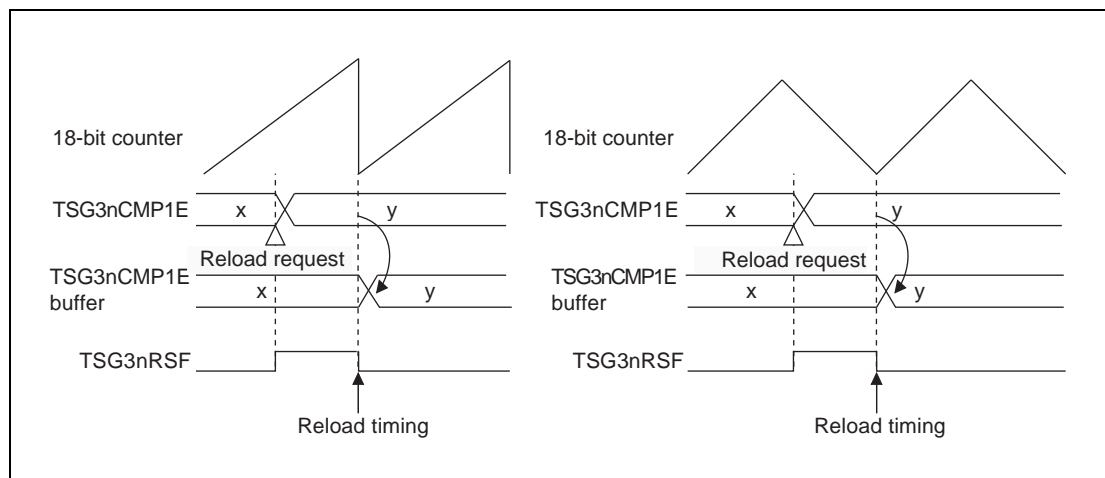 18-bit counter
TSG3nCMP1E
x
y
Reload request
TSG3nCMP1E
buffer
x
y
TSG3nRSF
Reload timing
18-bit counter
TSG3nCMP1E
x
y
Reload request
TSG3nCMP1E
buffer
x
y
TSG3nRSF
Reload timing